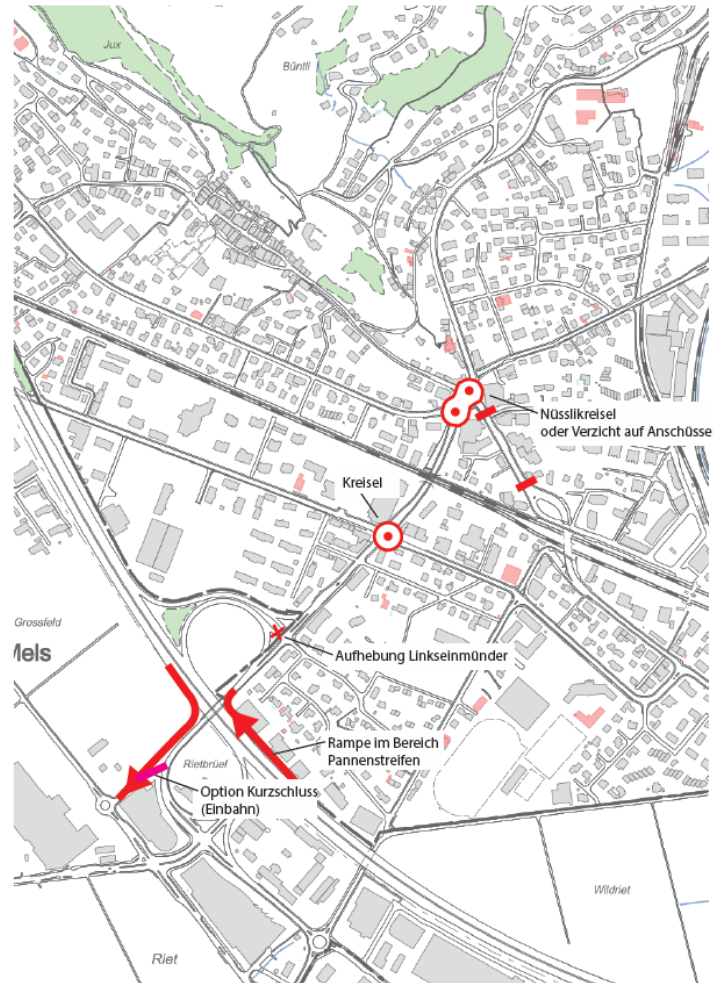 Jux
Büntli
Nüsslikreisel
oder Verzicht auf Anschüsse
Kreisel
Grossfeld
Mels
Aufhebung Linkseinmünder
Rampe im Bereich
Pannenstreifen
Rietbrüel
Option Kurzschluss
(Einbahn)
Wildriet
Riet